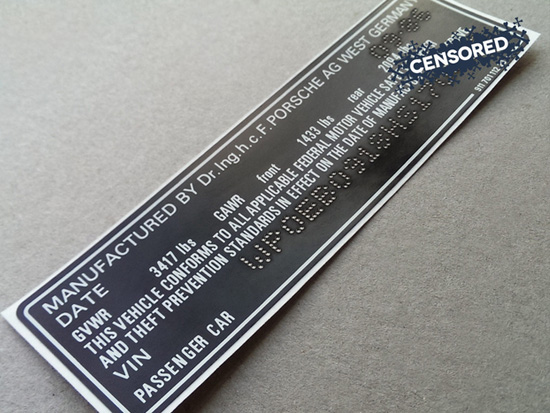 MANUFACTURED BY Dr.Ing.h.c.F.PORSCHE AG WEST GERMANY
DATE
GVWR 3417 lbs GAWR front 1433 lbs rear
THIS VEHICLE CONFORMS TO ALL APPLICABLE FEDERAL MOTOR VEHICLE
AND THEFT PREVENTION STANDARDS IN EFFECT ON THE DATE OF
VIN
PASSENGER CAR
CENSORED